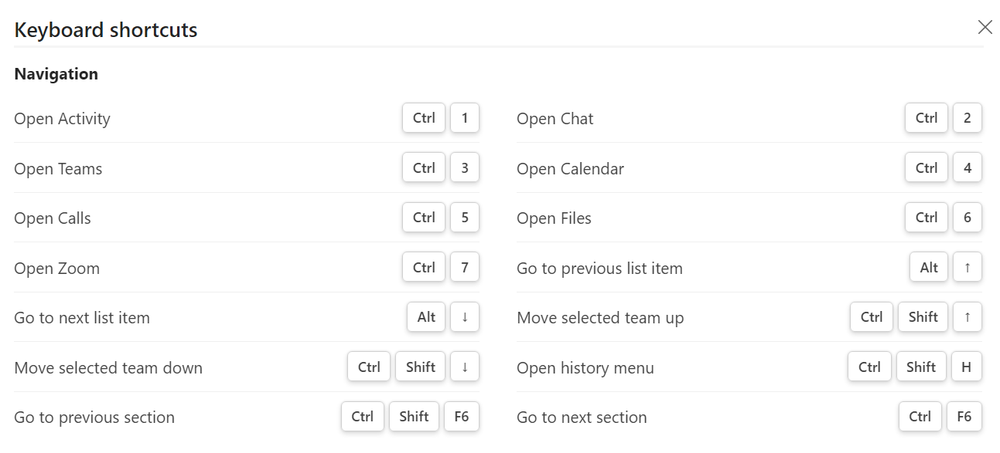 Keyboard shortcuts
Navigation
Open Activity Ctrl 1 Open Chat Ctrl 2
Open Teams Ctrl 3 Open Calendar Ctrl 4
Open Calls Ctrl 5 Open Files Ctrl 6
Open Zoom Ctrl 7 Go to previous list item Alt ↑
Go to next list item Alt ↓ Move selected team up Ctrl Shift ↑
Move selected team down Ctrl Shift ↓ Open history menu Ctrl Shift H
Go to previous section Ctrl Shift F6 Go to next section Ctrl F6